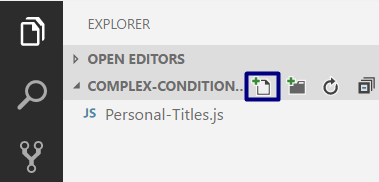 EXPLORER
OPEN EDITORS
COMPLEX-CONDITION...
JS Personal-Titles.js